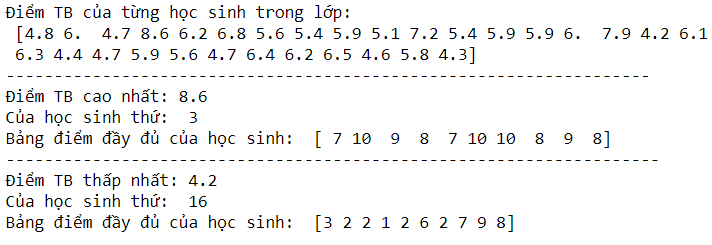 Điểm TB của từng học sinh trong lớp:
[4.8 6.  4.7 8.6 6.2 6.8 5.6 5.4 5.9 5.1 7.2 5.4 5.9 5.9 6.  7.9 4.2 6.1
6.3 4.4 4.7 5.9 5.6 4.7 6.4 6.2 6.5 4.6 5.8 4.3]
-------------------------------------------------------------------
Điểm TB cao nhất: 8.6
Của học sinh thứ:  3
Bảng điểm đầy đủ của học sinh:  [ 7 10  9  8  7 10 10  8  9  8]
--------------------------------------------------------------------
Điểm TB thấp nhất: 4.2
Của học sinh thứ:  16
Bảng điểm đầy đủ của học sinh:  [3 2 2 1 2 6 2 7 9 8]